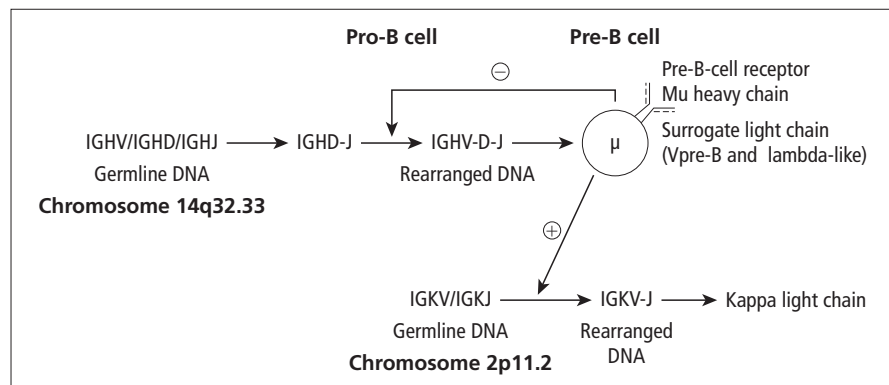 Pro-B cell
Pre-B cell
−
Pre-B-cell receptor
Mu heavy chain
IGHV/IGHD/IGHJ
IGHD-J
IGHV-D-J
μ
Surrogate light chain
(Vpre-B and lambda-like)
Germline DNA
Rearranged DNA
Chromosome 14q32.33
+
IGKV/IGKJ
IGKV-J
Kappa light chain
Germline DNA
Rearranged
DNA
Chromosome 2p11.2